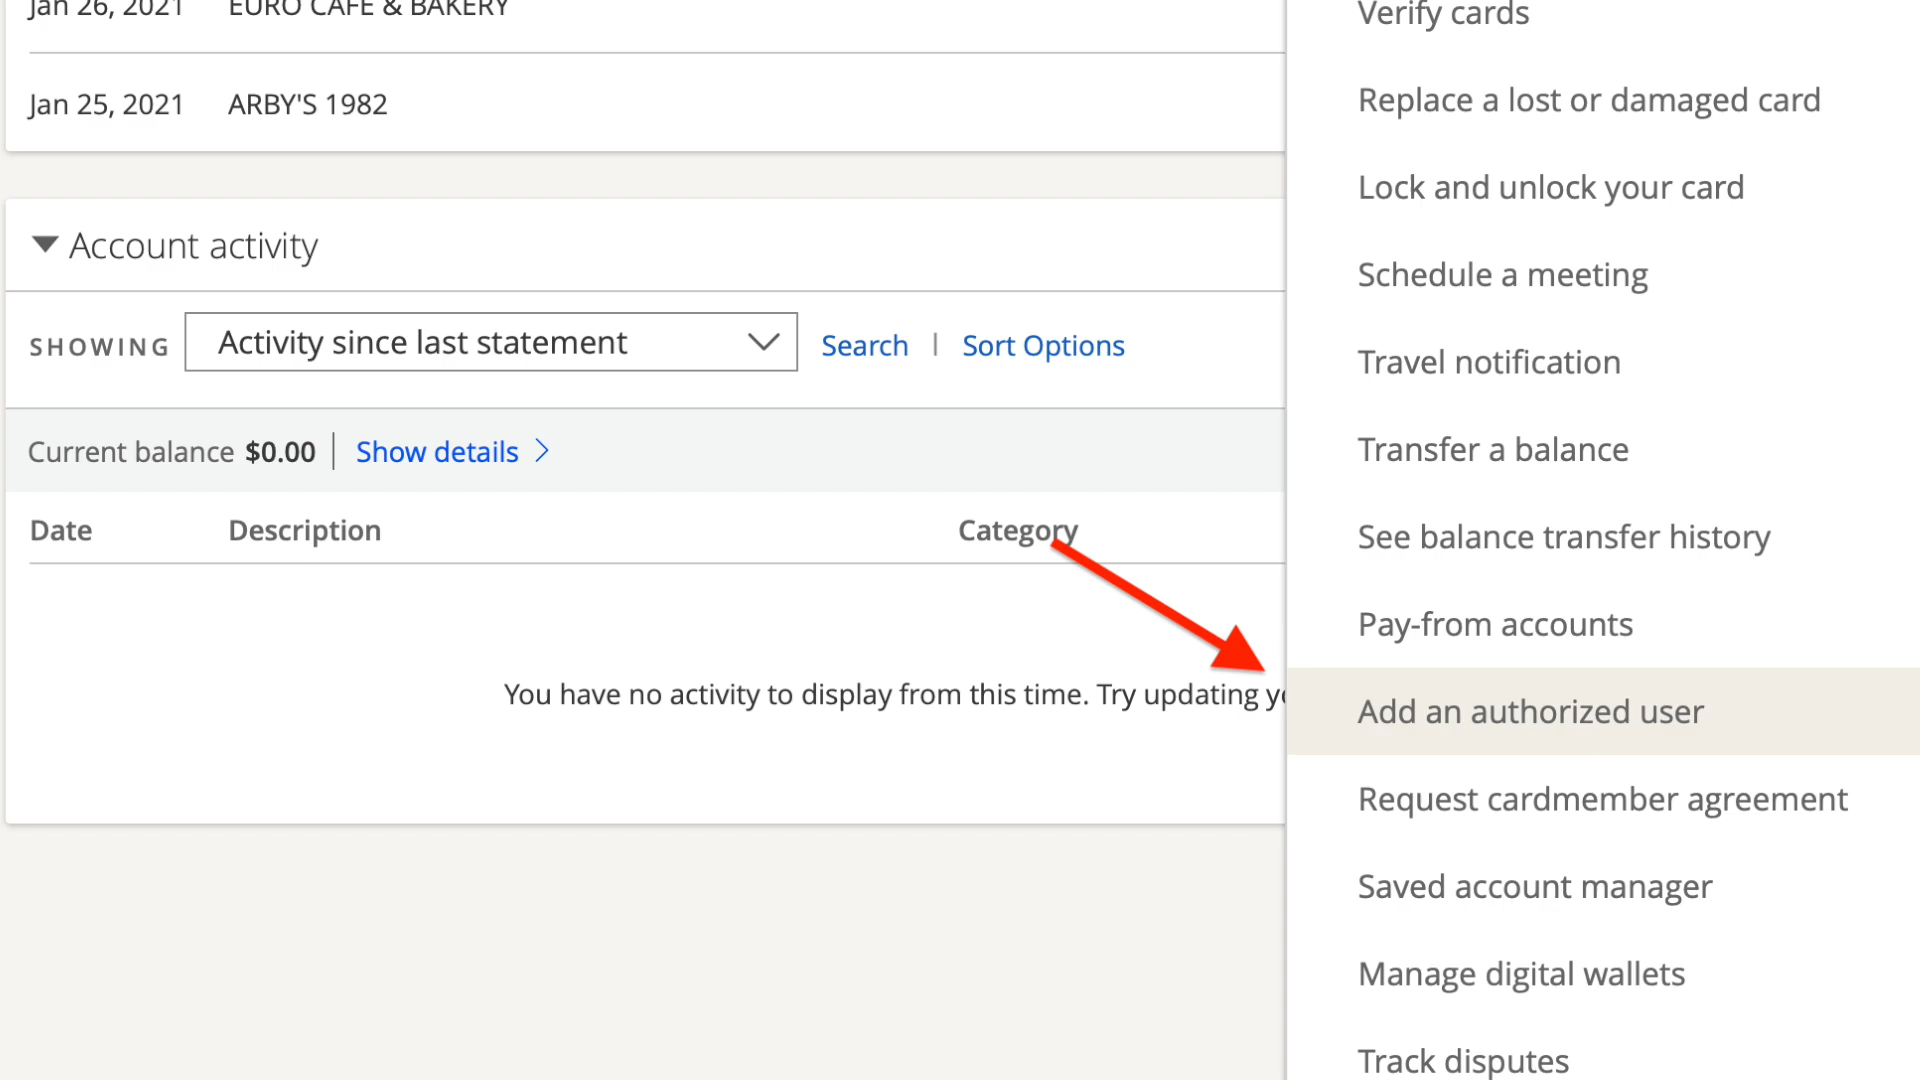 Jan 26, 2021 EURO CAFE & BAKERY
Jan 25, 2021 ARBY'S 1982
Account activity
SHOWING Activity since last statement Search | Sort Options
Current balance $0.00 | Show details
Date Description Category
You have no activity to display from this time. Try updating
Verify cards
Replace a lost or damaged card
Lock and unlock your card
Schedule a meeting
Travel notification
Transfer a balance
See balance transfer history
Pay-from accounts
Add an authorized user
Request cardmember agreement
Saved account manager
Manage digital wallets
Track disputes